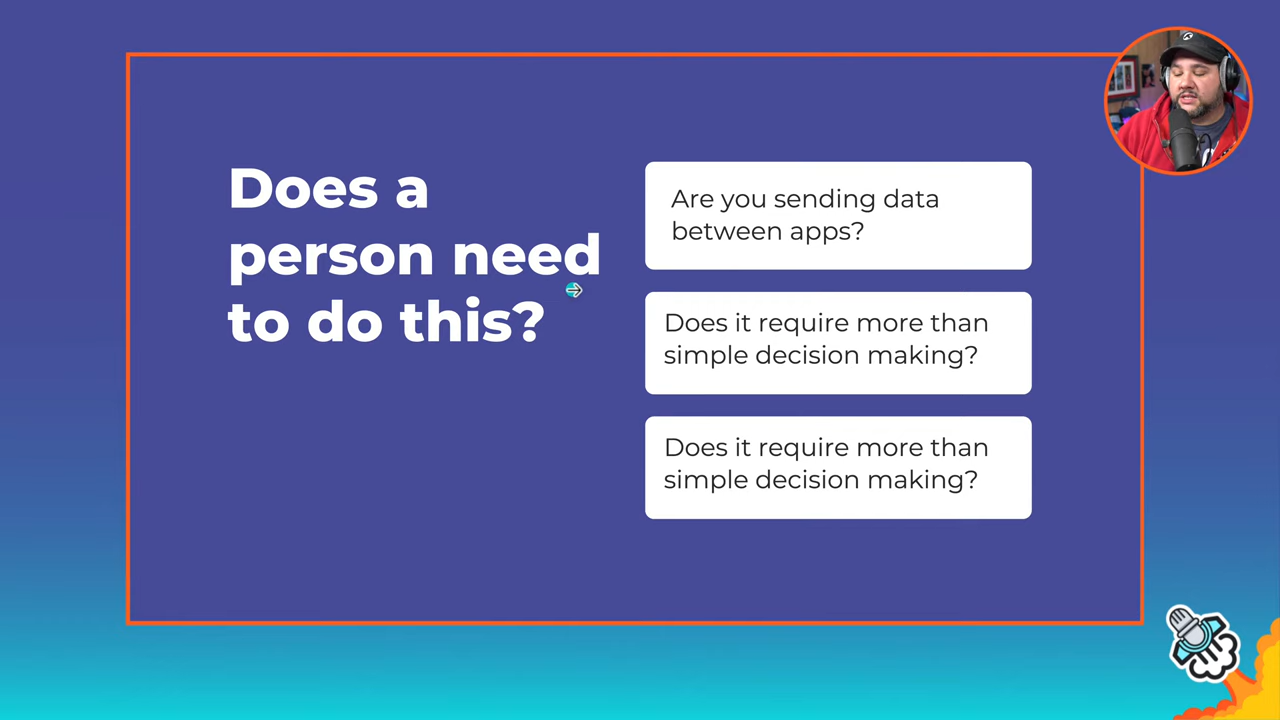 Does a
person need
to do this?
Are you sending data
between apps?
Does it require more than
simple decision making?
Does it require more than
simple decision making?